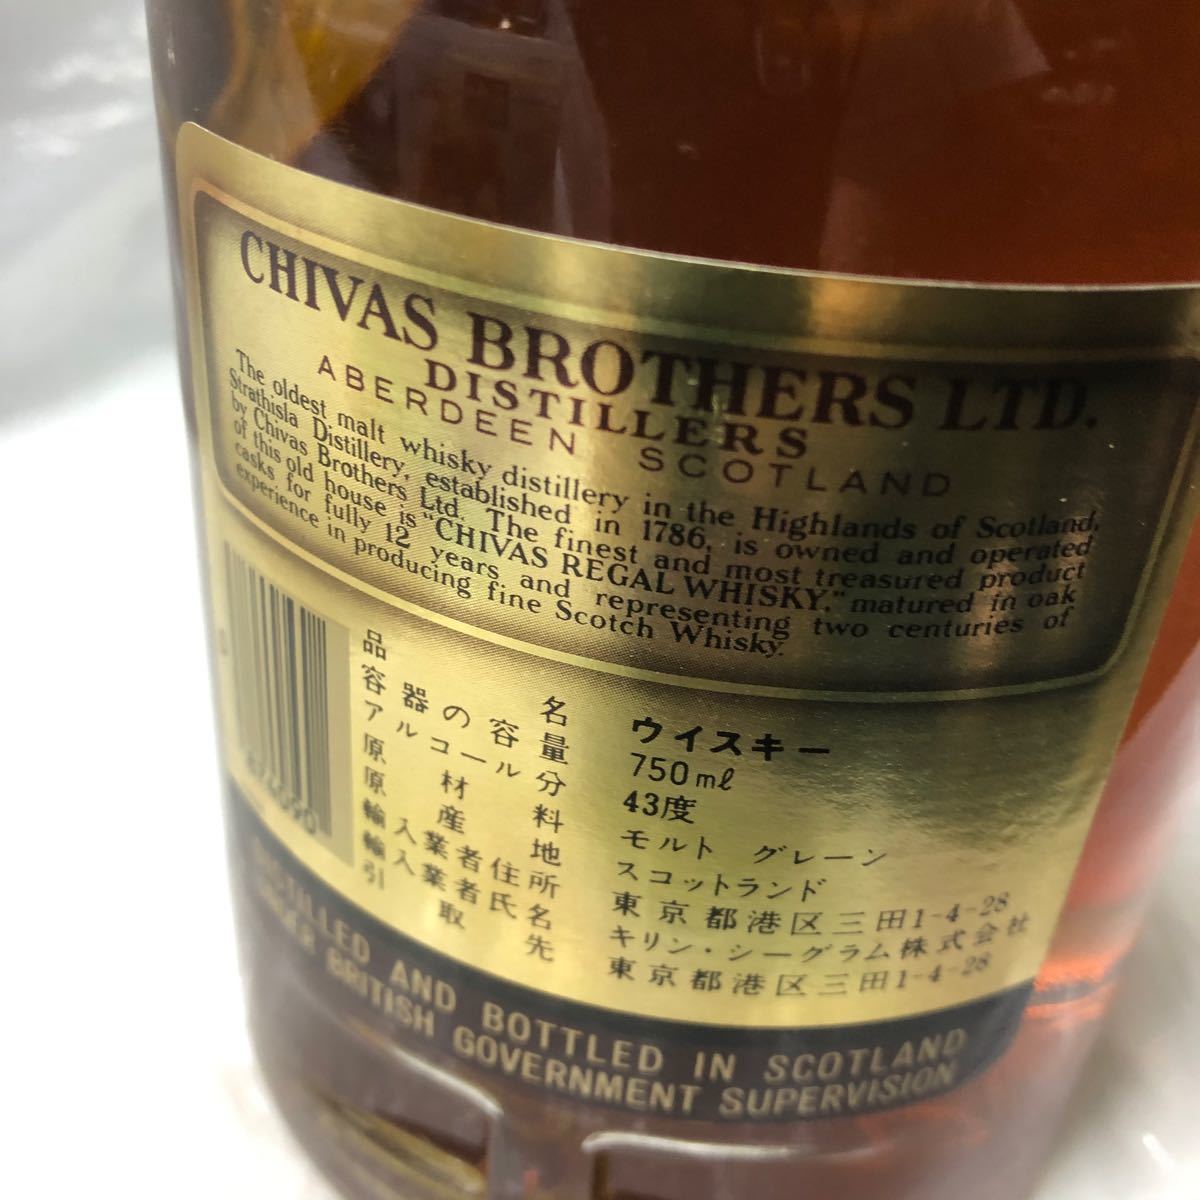 CHIVAS BROTHERS LTD.
DISTILLERS
ABERDEEN SCOTLAND
The oldest malt whisky distillery in the Highlands of Scotland,
Strathisla Distillery, established in 1786, is owned and operated
by Chivas Brothers Ltd. The finest and most treasured product
of this old house is "CHIVAS REGAL WHISKY," matured in oak
casks for fully 12 years and representing two centuries of
experience in producing fine Scotch Whisky.
品名 ウイスキー
容器の容量 750ml
アルコール分 43度
原材料 モルト グレーン
原産地 スコットランド
輸入業者住所 東京都港区三田1-4-28
輸入業者氏名 キリン・シーグラム株式会社
引取先 東京都港区三田1-4-28
DISTILLED AND BOTTLED IN SCOTLAND
UNDER BRITISH GOVERNMENT SUPERVISION